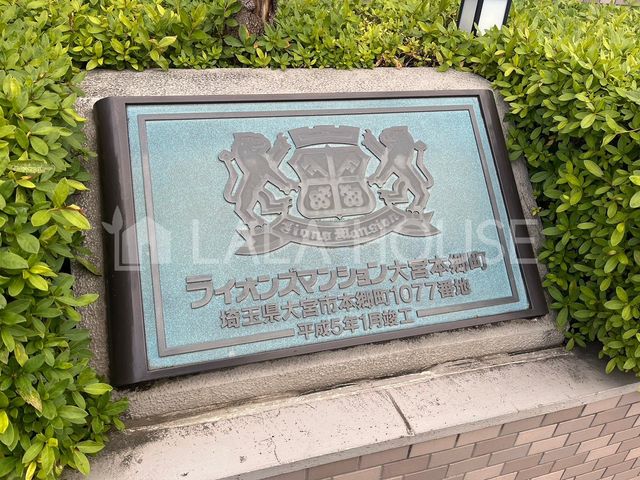 Lions Mansion
LALA HOUSE
ライオンズマンション大宮本郷町
埼玉県大宮市本郷町1077番地
平成5年1月竣工